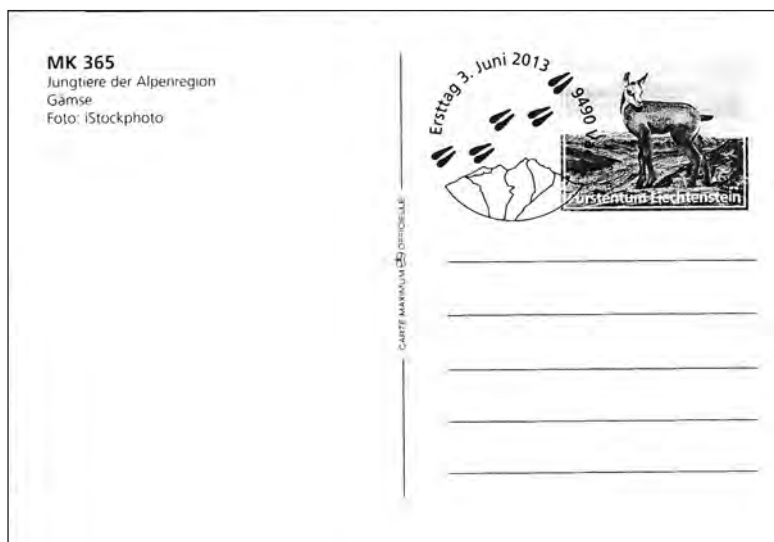 MK 365
Jungtiere der Alpenregion
Gämse
Foto: iStockphoto
CARTE MAXIMUM OFFICIELLE
Ersttag 3. Juni 2013
9490 V
Fürstentum Liechtenstein